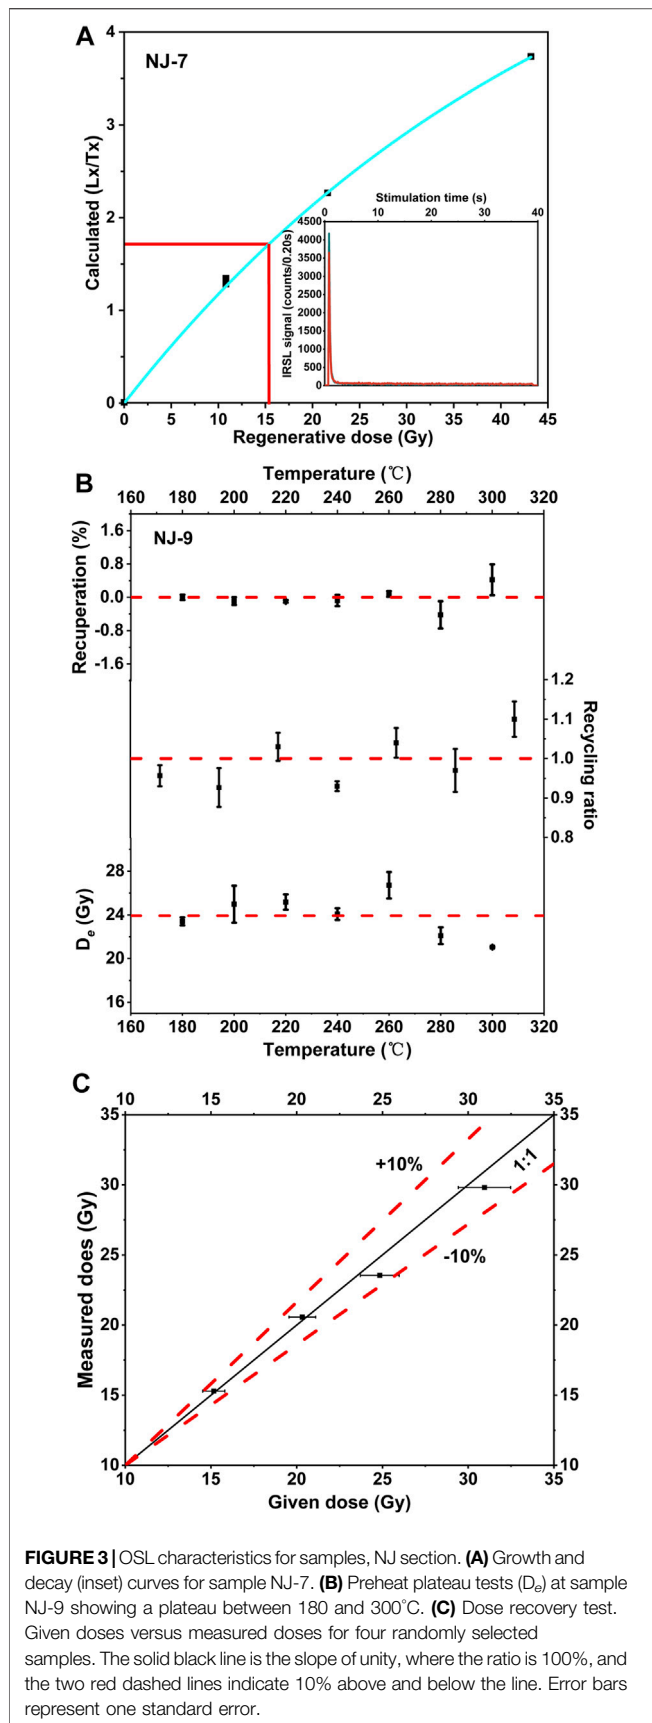 A
NJ-7
Calculated (Lx/Tx)
4
3
2
1
0
0 5 10 15 20 25 30 35 40 45
Regenerative dose (Gy)
Stimulation time (s)
0 10 20 30 40
IRSL signal (counts/0.20s)
4500
4000
3500
3000
2500
2000
1500
1000
500
0
Temperature (℃)
B
160 180 200 220 240 260 280 300 320
NJ-9
Recuperation (%)
1.6
0.8
0.0
-0.8
-1.6
Recycling ratio
1.2
1.1
1.0
0.9
0.8
De (Gy)
28
24
20
16
160 180 200 220 240 260 280 300 320
Temperature (℃)
C
10 15 20 25 30 35
Measured does (Gy)
35
30
25
20
15
10
+10%
1:1
-10%
35
30
25
20
15
10
10 15 20 25 30 35
Given dose (Gy)
FIGURE 3 | OSL characteristics for samples, NJ section. (A) Growth and
decay (inset) curves for sample NJ-7. (B) Preheat plateau tests (De) at sample
NJ-9 showing a plateau between 180 and 300°C. (C) Dose recovery test.
Given doses versus measured doses for four randomly selected
samples. The solid black line is the slope of unity, where the ratio is 100%, and
the two red dashed lines indicate 10% above and below the line. Error bars
represent one standard error.